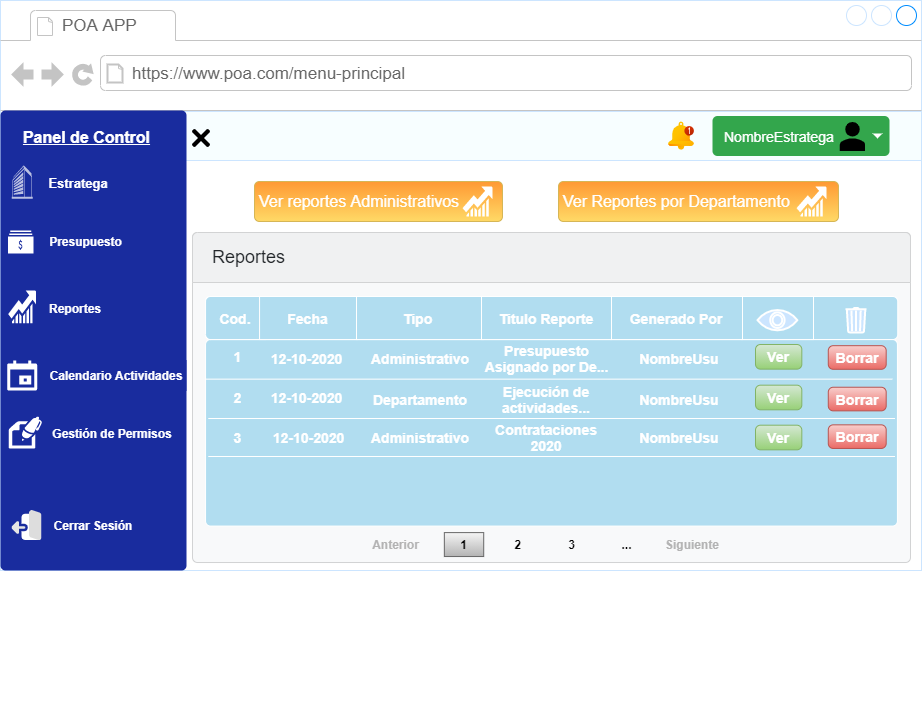 POA APP
https://www.poa.com/menu-principal
Panel de Control
NombreEstratega
1
Estratega
Presupuesto
Reportes
Calendario Actividades
Gestión de Permisos
Cerrar Sesión
Ver reportes Administrativos
Ver Reportes por Departamento
Reportes
Cod. Fecha Tipo Titulo Reporte Generado Por
1 12-10-2020 Administrativo Presupuesto
Asignado por De... NombreUsu Ver Borrar
2 12-10-2020 Departamento Ejecución de
actividades... NombreUsu Ver Borrar
3 12-10-2020 Administrativo Contrataciones
2020 NombreUsu Ver Borrar
Anterior 1 2 3 ... Siguiente